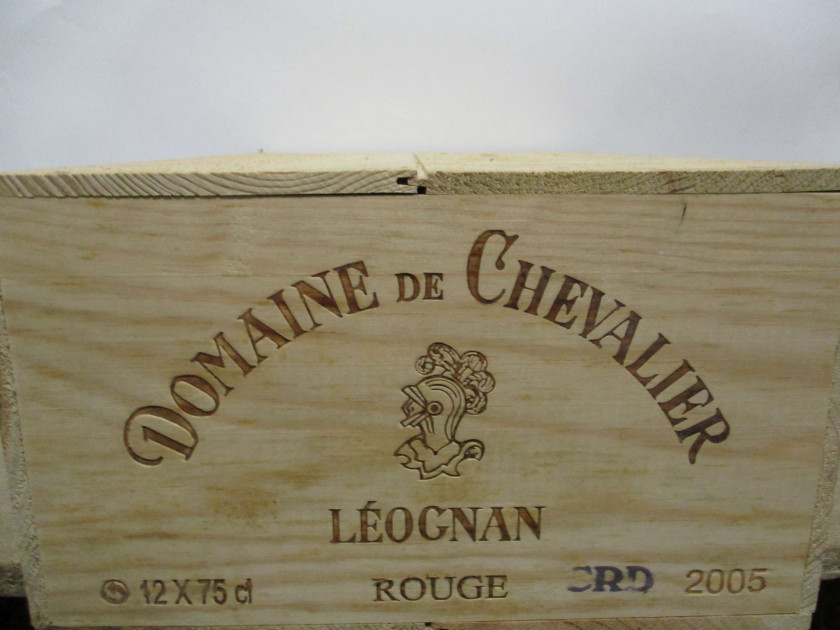 DOMAINE DE CHEVALIER
LÉOGNAN
12 X 75 cl ROUGE CRD 2005